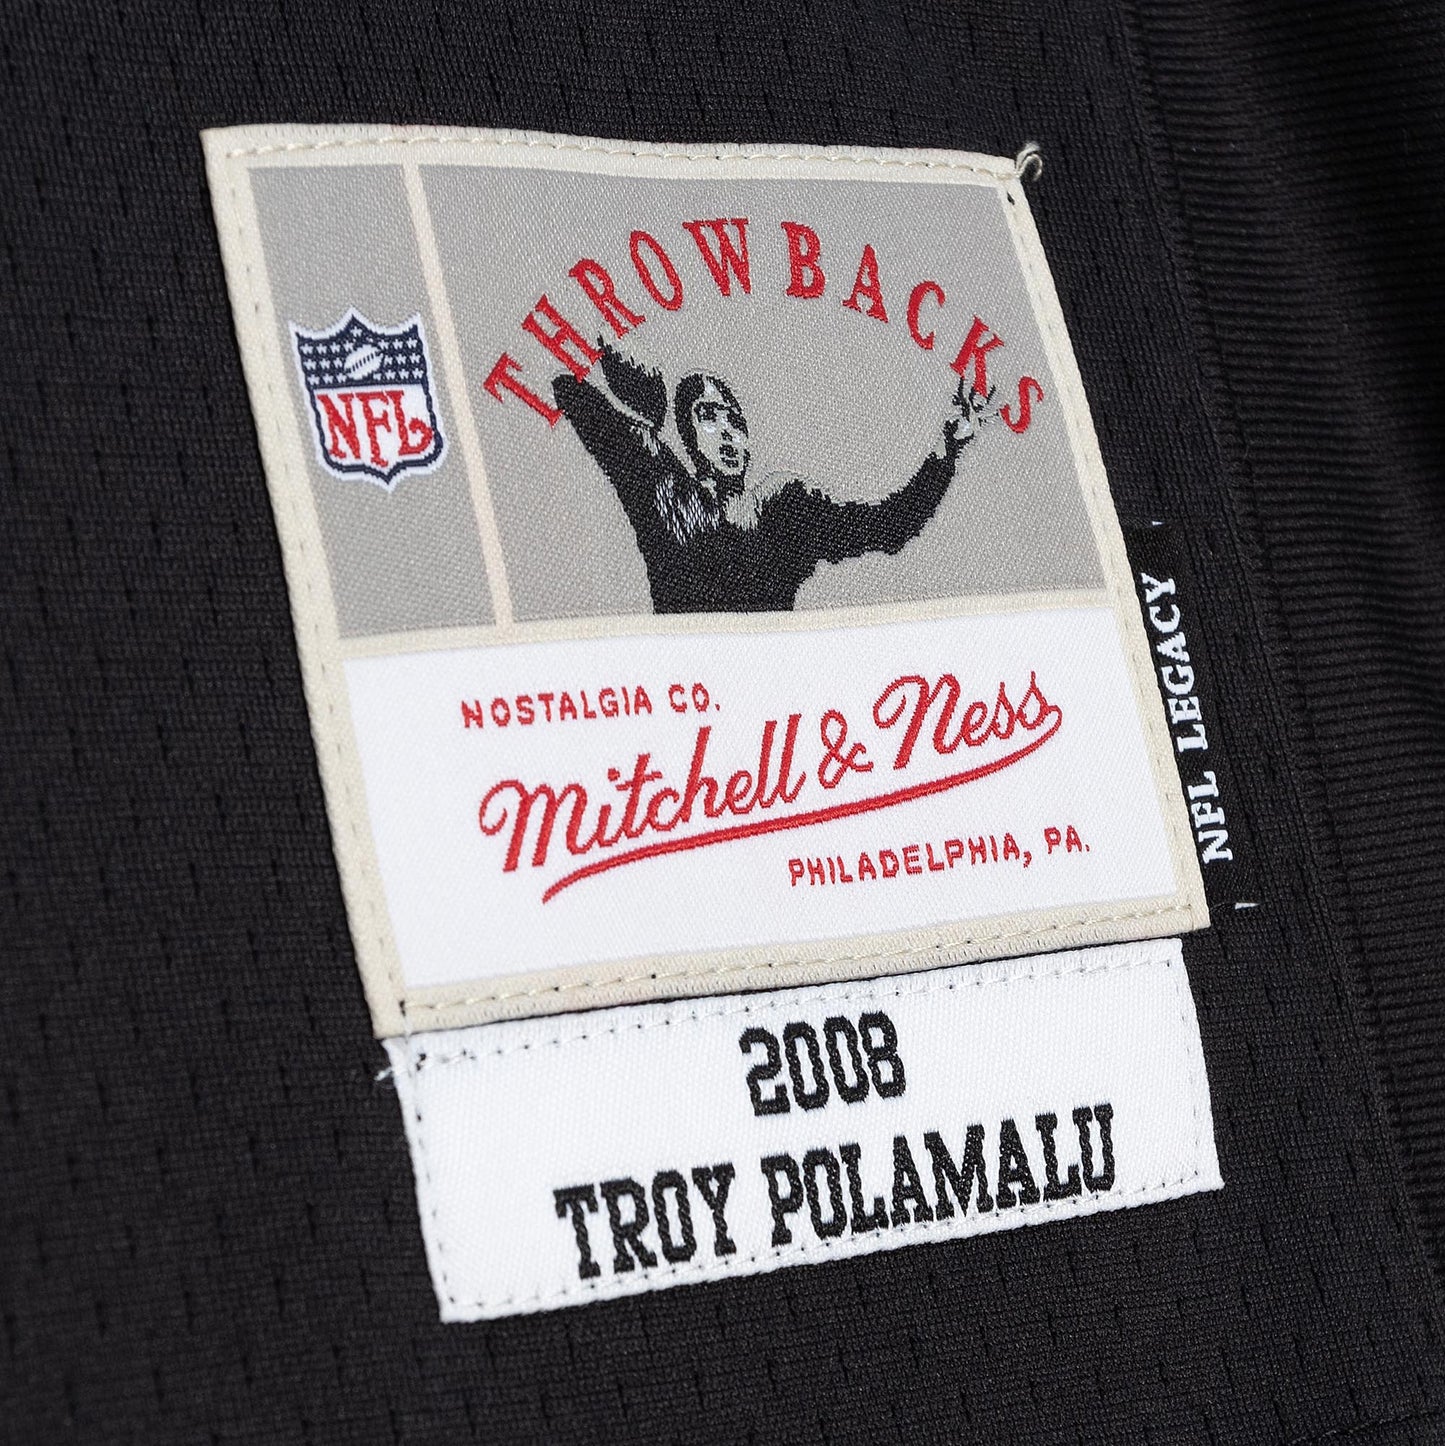 THROWBACKS
NFL
NOSTALGIA CO.
Mitchell & Ness
PHILADELPHIA, PA.
NFL LEGACY
2008
TROY POLAMALU